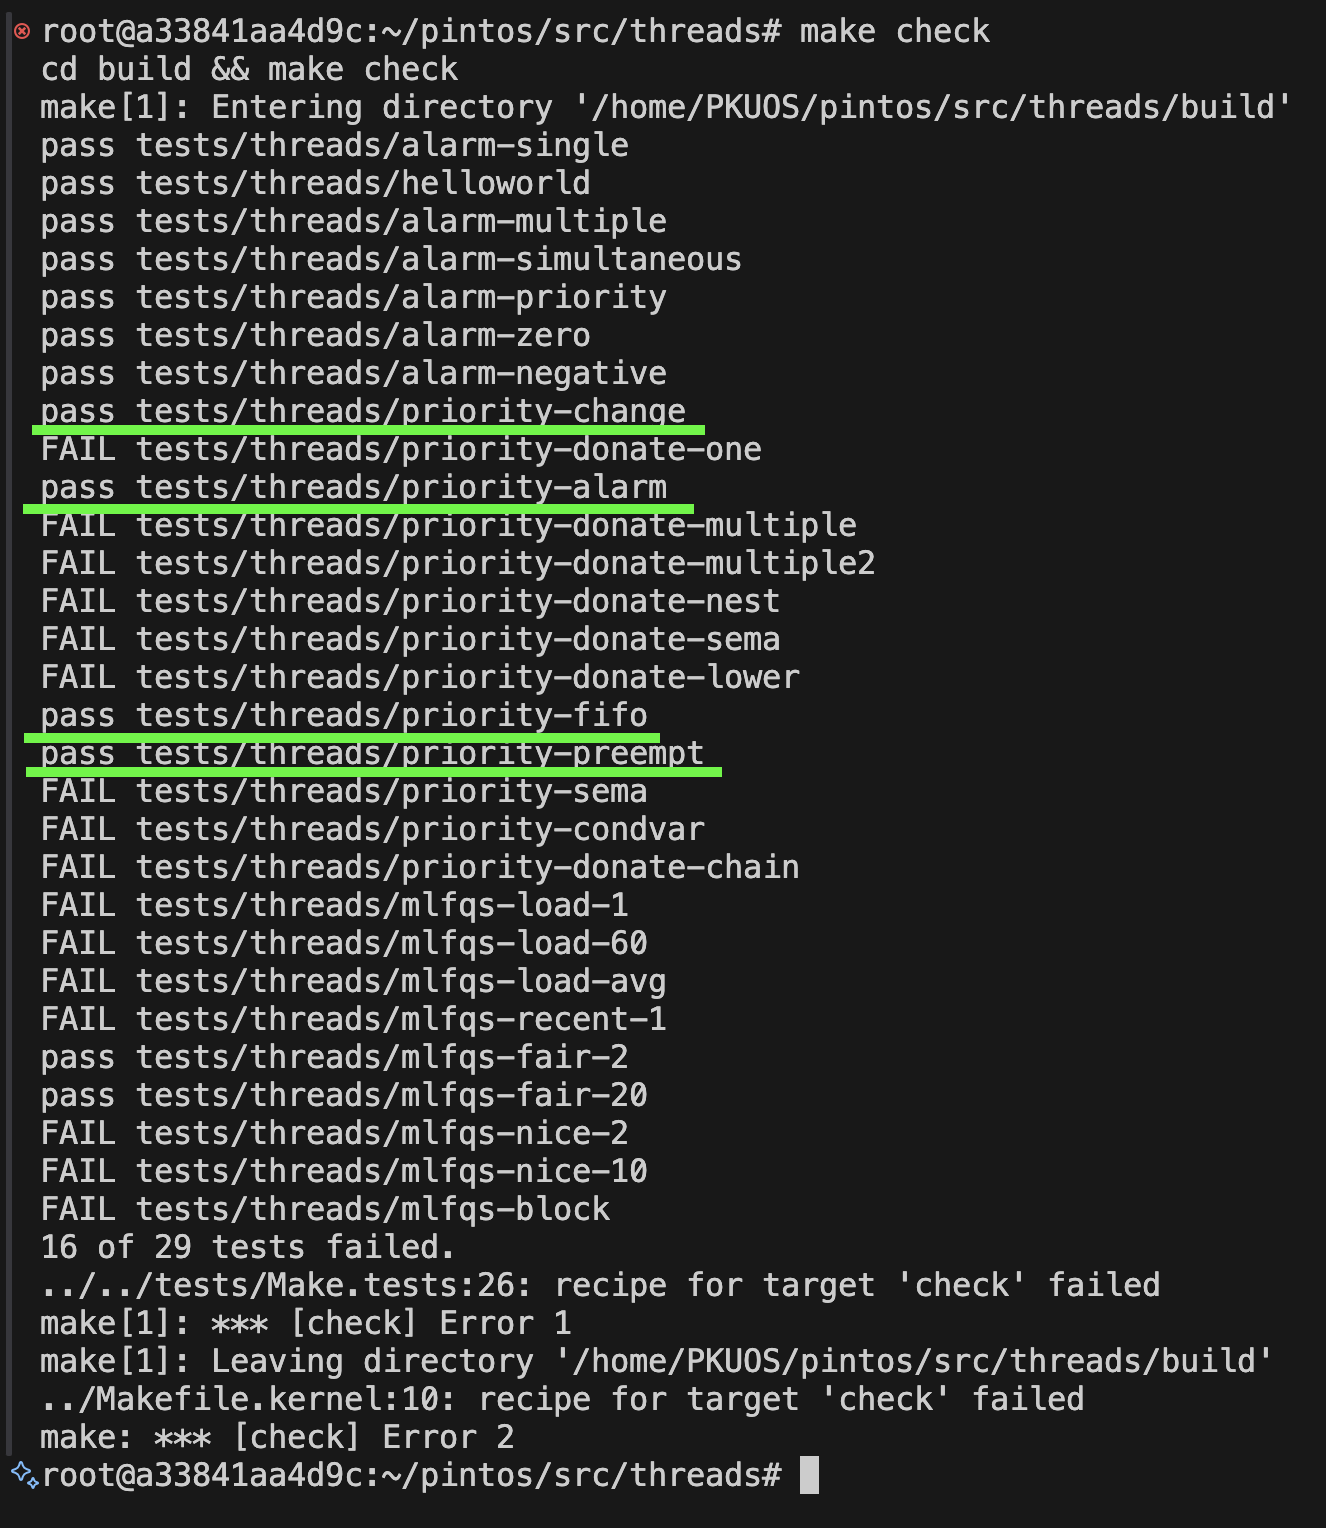 root@a33841aa4d9c:~/pintos/src/threads# make check
cd build && make check
make[1]: Entering directory '/home/PKUOS/pintos/src/threads/build'
pass tests/threads/alarm-single
pass tests/threads/helloworld
pass tests/threads/alarm-multiple
pass tests/threads/alarm-simultaneous
pass tests/threads/alarm-priority
pass tests/threads/alarm-zero
pass tests/threads/alarm-negative
pass tests/threads/priority-change
FAIL tests/threads/priority-donate-one
pass tests/threads/priority-alarm
FAIL tests/threads/priority-donate-multiple
FAIL tests/threads/priority-donate-multiple2
FAIL tests/threads/priority-donate-nest
FAIL tests/threads/priority-donate-sema
FAIL tests/threads/priority-donate-lower
pass tests/threads/priority-fifo
pass tests/threads/priority-preempt
FAIL tests/threads/priority-sema
FAIL tests/threads/priority-condvar
FAIL tests/threads/priority-donate-chain
FAIL tests/threads/mlfqs-load-1
FAIL tests/threads/mlfqs-load-60
FAIL tests/threads/mlfqs-load-avg
FAIL tests/threads/mlfqs-recent-1
pass tests/threads/mlfqs-fair-2
pass tests/threads/mlfqs-fair-20
FAIL tests/threads/mlfqs-nice-2
FAIL tests/threads/mlfqs-nice-10
FAIL tests/threads/mlfqs-block
16 of 29 tests failed.
../../tests/Make.tests:26: recipe for target 'check' failed
make[1]: *** [check] Error 1
make[1]: Leaving directory '/home/PKUOS/pintos/src/threads/build'
../Makefile.kernel:10: recipe for target 'check' failed
make: *** [check] Error 2
root@a33841aa4d9c:~/pintos/src/threads#